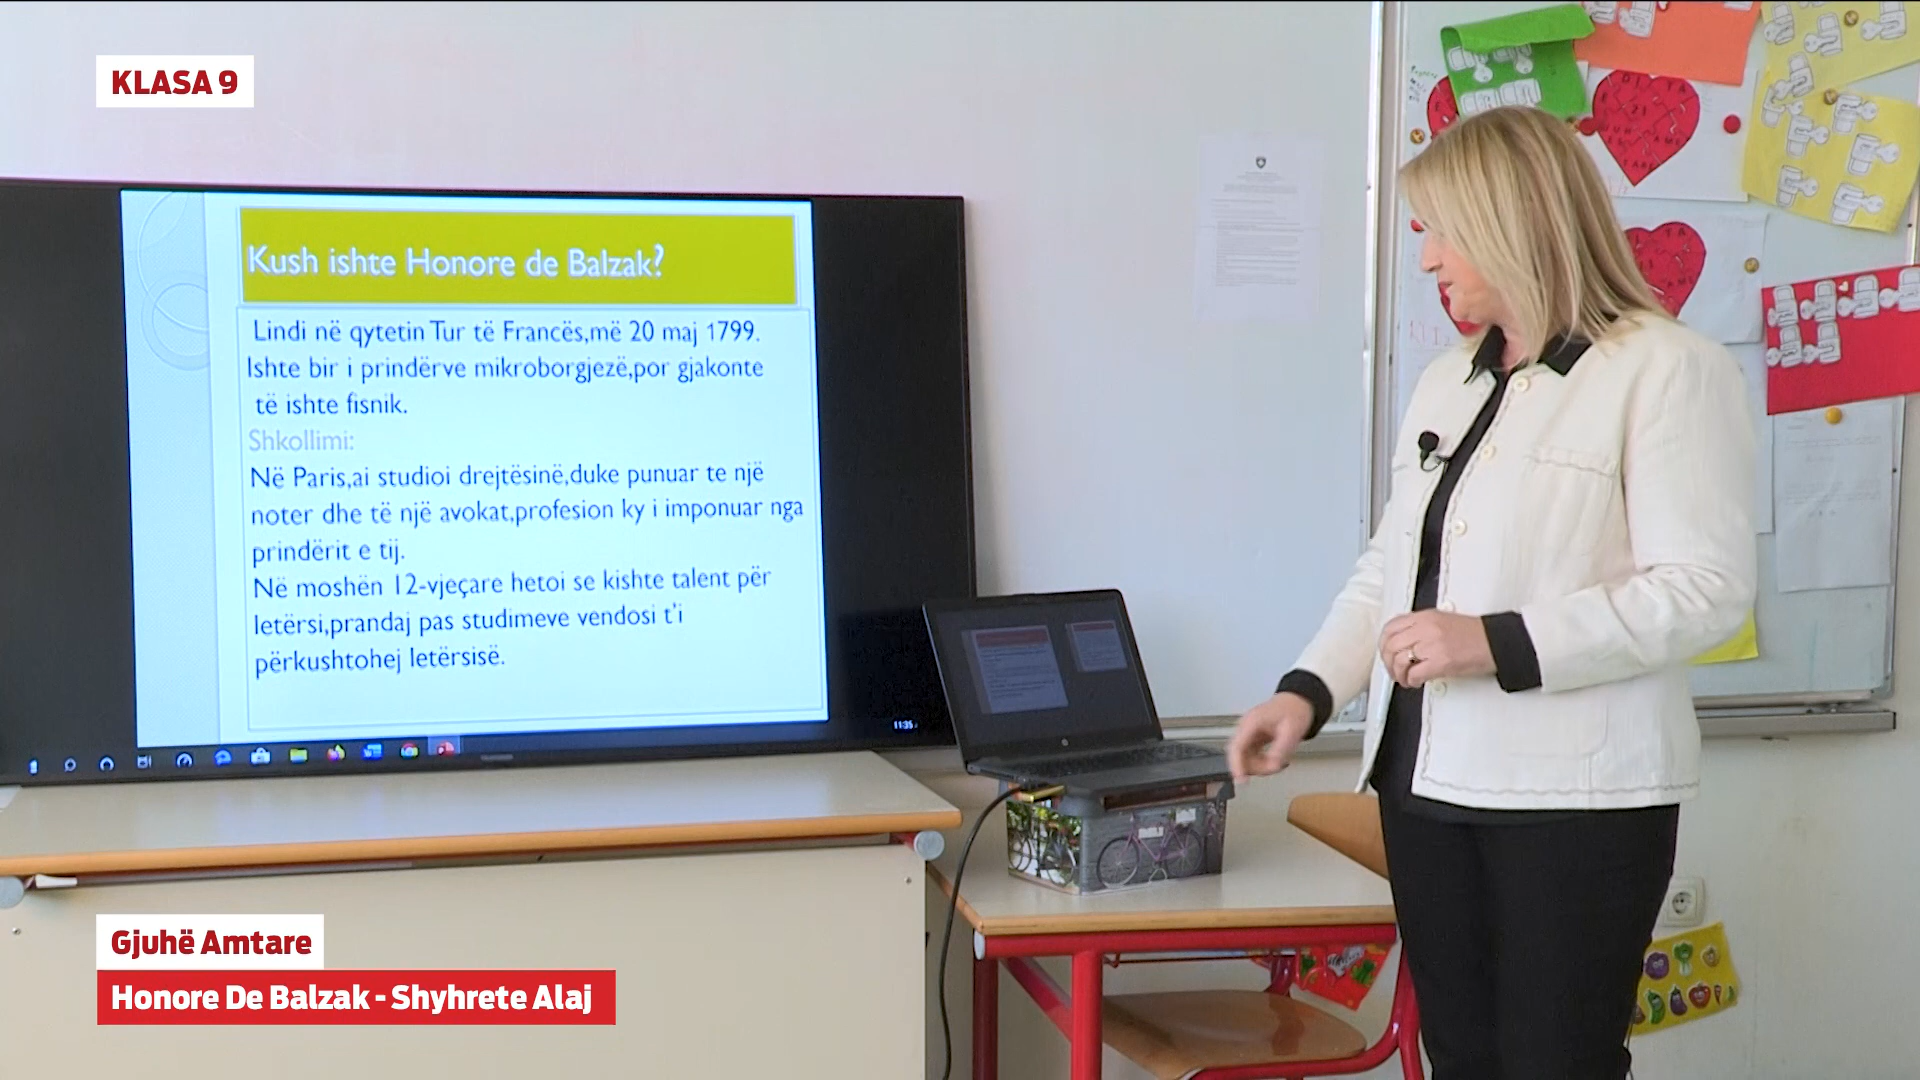 KLASA 9
Kush ishte Honore de Balzak?
Lindi në qytetin Tur të Francës,më 20 maj 1799.
Ishte bir i prindërve mikroborgjezë,por gjakonte
të ishte fisnik.
Shkollimi:
Në Paris,ai studioi drejtësinë,duke punuar te një
noter dhe të një avokat,profesion ky i imponuar nga
prindërit e tij.
Në moshën 12-vjeçare hetoi se kishte talent për
letërsi,prandaj pas studimeve vendosi t'i
përkushtohej letërsisë.
11:35
Gjuhë Amtare
Honore De Balzak - Shyhrete Alaj